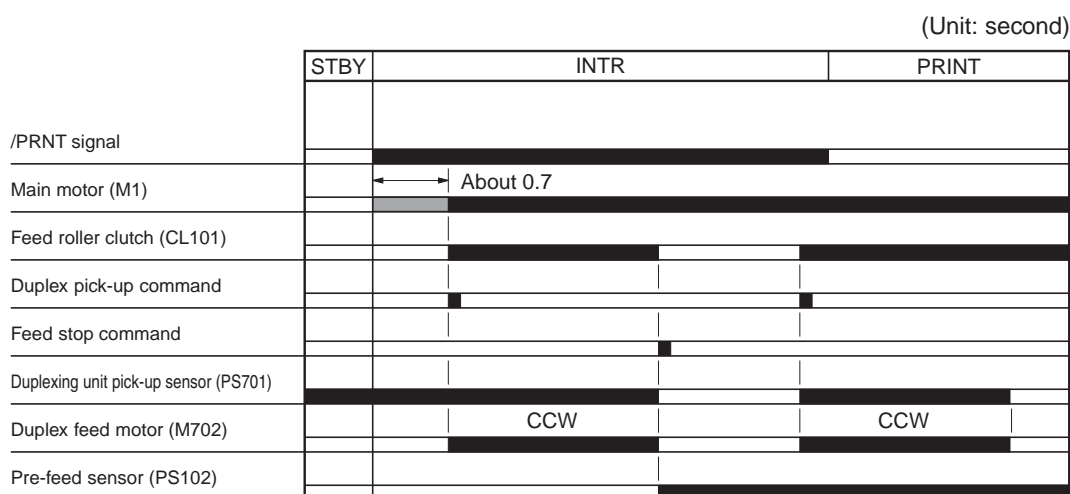 (Unit: second)
STBY INTR PRINT
/PRNT signal
Main motor (M1) About 0.7
Feed roller clutch (CL101)
Duplex pick-up command
Feed stop command
Duplexing unit pick-up sensor (PS701)
Duplex feed motor (M702) CCW CCW
Pre-feed sensor (PS102)